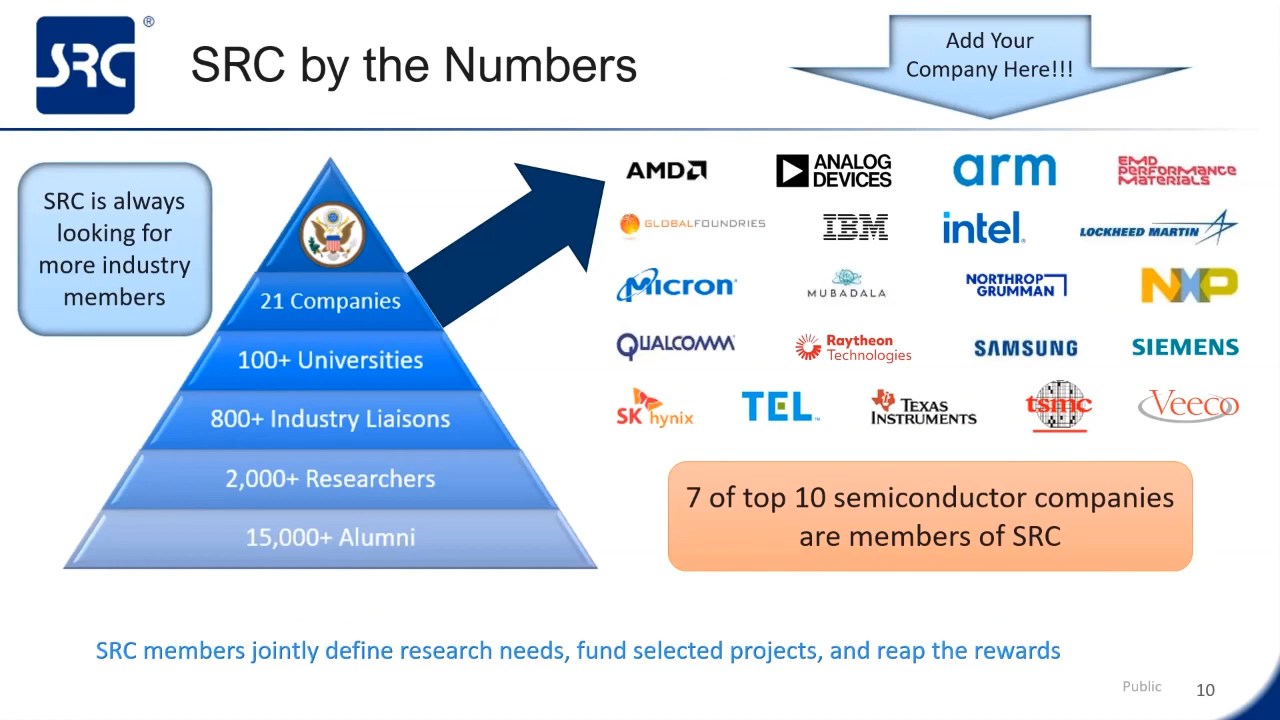 SRC
®
SRC by the Numbers
Add Your
Company Here!!!
SRC is always
looking for
more industry
members
21 Companies
100+ Universities
800+ Industry Liaisons
2,000+ Researchers
15,000+ Alumni
AMD
ANALOG
DEVICES
arm
EMD
PERFORMANCE
MATERIALS
GLOBALFOUNDRIES
IBM
intel.
LOCKHEED MARTIN
Micron
MUBADALA
NORTHROP
GRUMMAN
NXP
QUALCOMM
Raytheon
Technologies
SAMSUNG
SIEMENS
SK hynix
TEL™
TEXAS
INSTRUMENTS
tsmc
Veeco
7 of top 10 semiconductor companies
are members of SRC
SRC members jointly define research needs, fund selected projects, and reap the rewards
Public
10